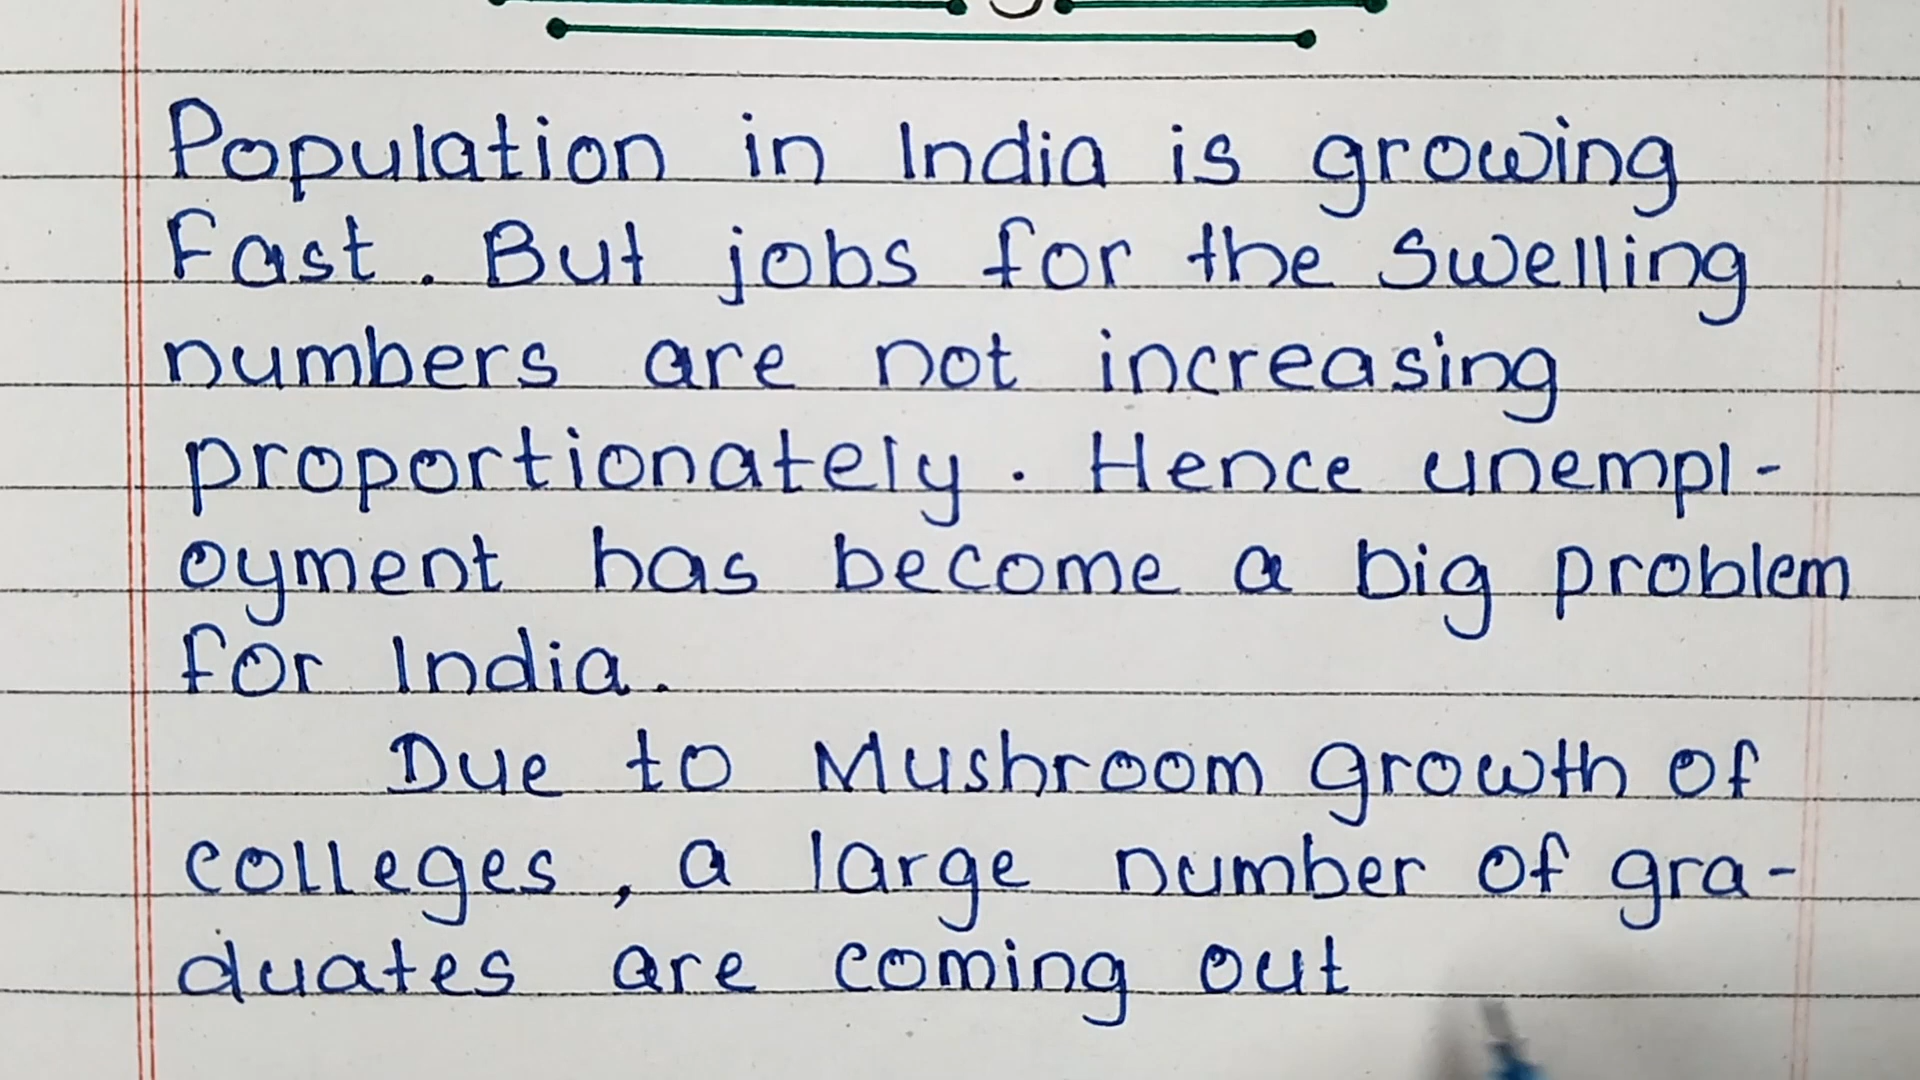 Population in India is growing
fast. But jobs for the swelling
numbers are not increasing
proportionately. Hence unempl-
oyment has become a big problem
for India.
Due to Mushroom growth of
colleges, a large number of gra-
duates are coming out